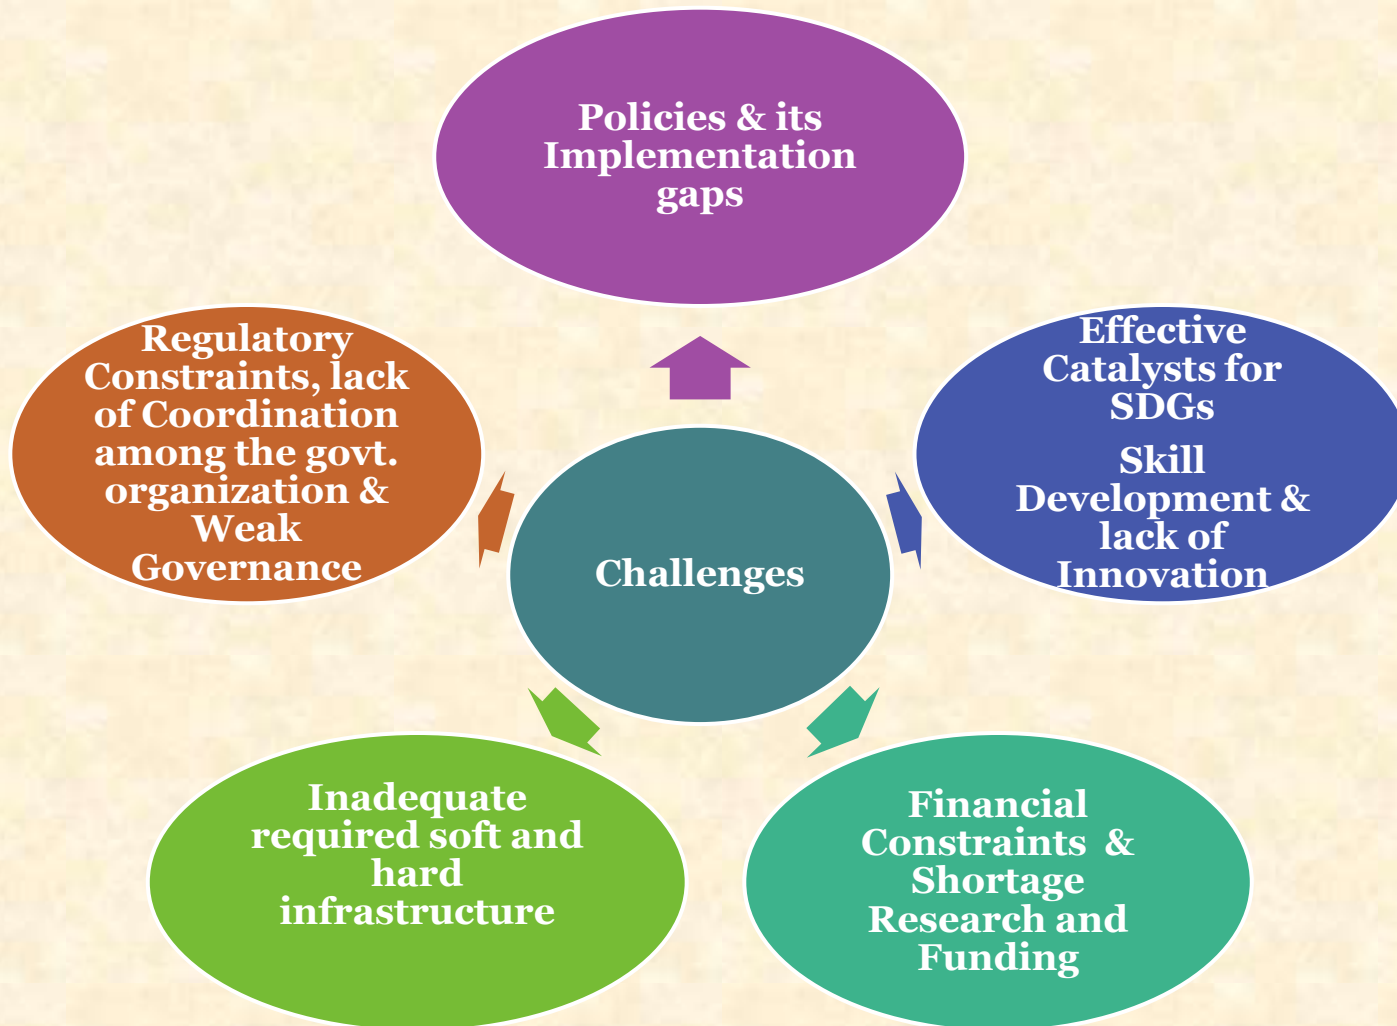 Policies & its
Implementation
gaps
Regulatory
Constraints, lack
of Coordination
among the govt.
organization &
Weak
Governance
Effective
Catalysts for
SDGs
Skill
Development &
lack of
Innovation
Challenges
Inadequate
required soft and
hard
infrastructure
Financial
Constraints  &
Shortage
Research and
Funding